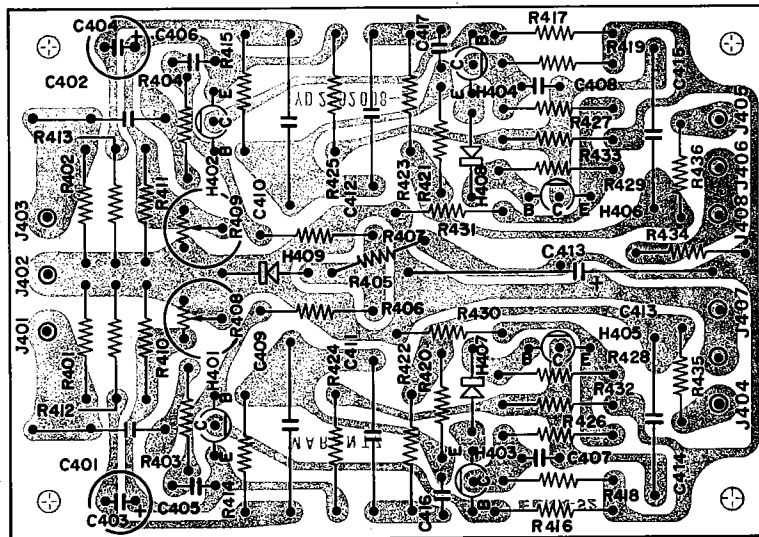 C404 +
C406
R415
C417
B
R417
R419
C415
C402
R404
E
C
B
C
E
H404
C408
J405
YD 2892008-
R413
R402
R411
H402
R409
C410
R425
C412
R423
R421
H408
R427
R433
R429
R436
J406
B C E
H406
J408
J403
R431
R434
R407
H409
C413
+
J402
R405
R406
R430
C413
J407
J401
R408
H405
R401
R410
H401
C409
R424
C411
R422
R420
H407
B C E
R428
R432
R435
J404
R412
B
C
E
R426
MARANTZ
H403
C407
C401
R403
E
C
B
R418
C414
C403 +
C405
R414
C416
R416